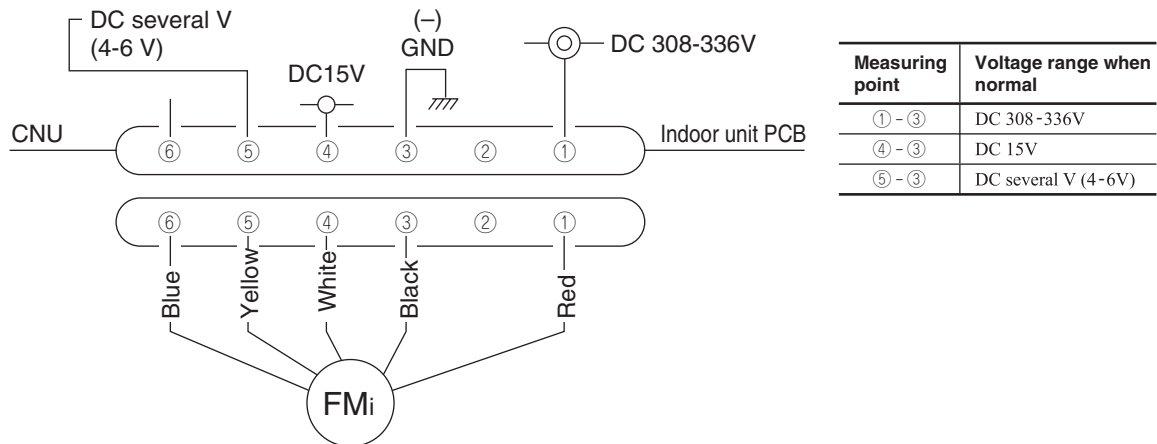 DC several V
(4-6 V)
(–)
GND
DC 308-336V
DC15V
CNU
Indoor unit PCB
⑥ ⑤ ④ ③ ② ①
⑥ ⑤ ④ ③ ② ①
Blue
Yellow
White
Black
Red
FMi
Measuring point Voltage range when normal
①-③ DC 308-336V
④-③ DC 15V
⑤-③ DC several V (4-6V)